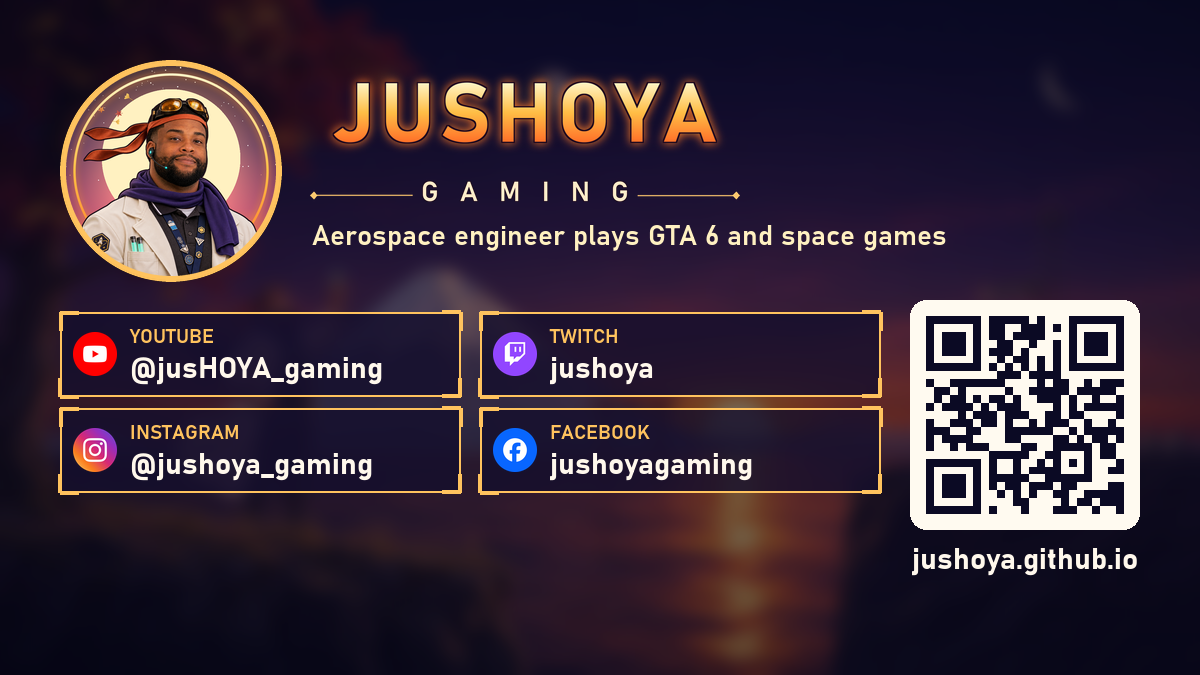 JUSHOYA
GAMING
Aerospace engineer plays GTA 6 and space games
YOUTUBE
@jusHOYA_gaming
TWITCH
jushoya
INSTAGRAM
@jushoya_gaming
FACEBOOK
jushoyagaming
jushoya.github.io